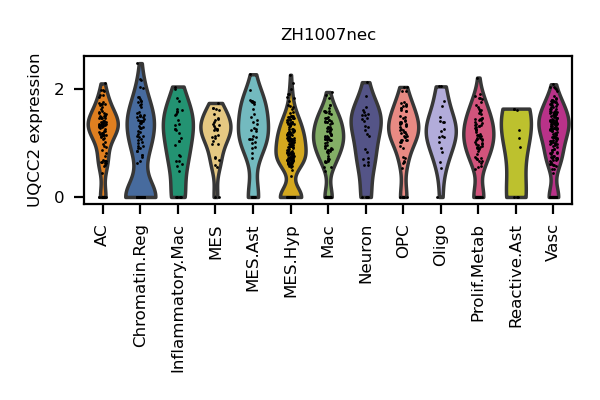 ZH1007nec
UQCC2 expression
2
0
AC
Chromatin.Reg
Inflammatory.Mac
MES
MES.Ast
MES.Hyp
Mac
Neuron
OPC
Oligo
Prolif.Metab
Reactive.Ast
Vasc